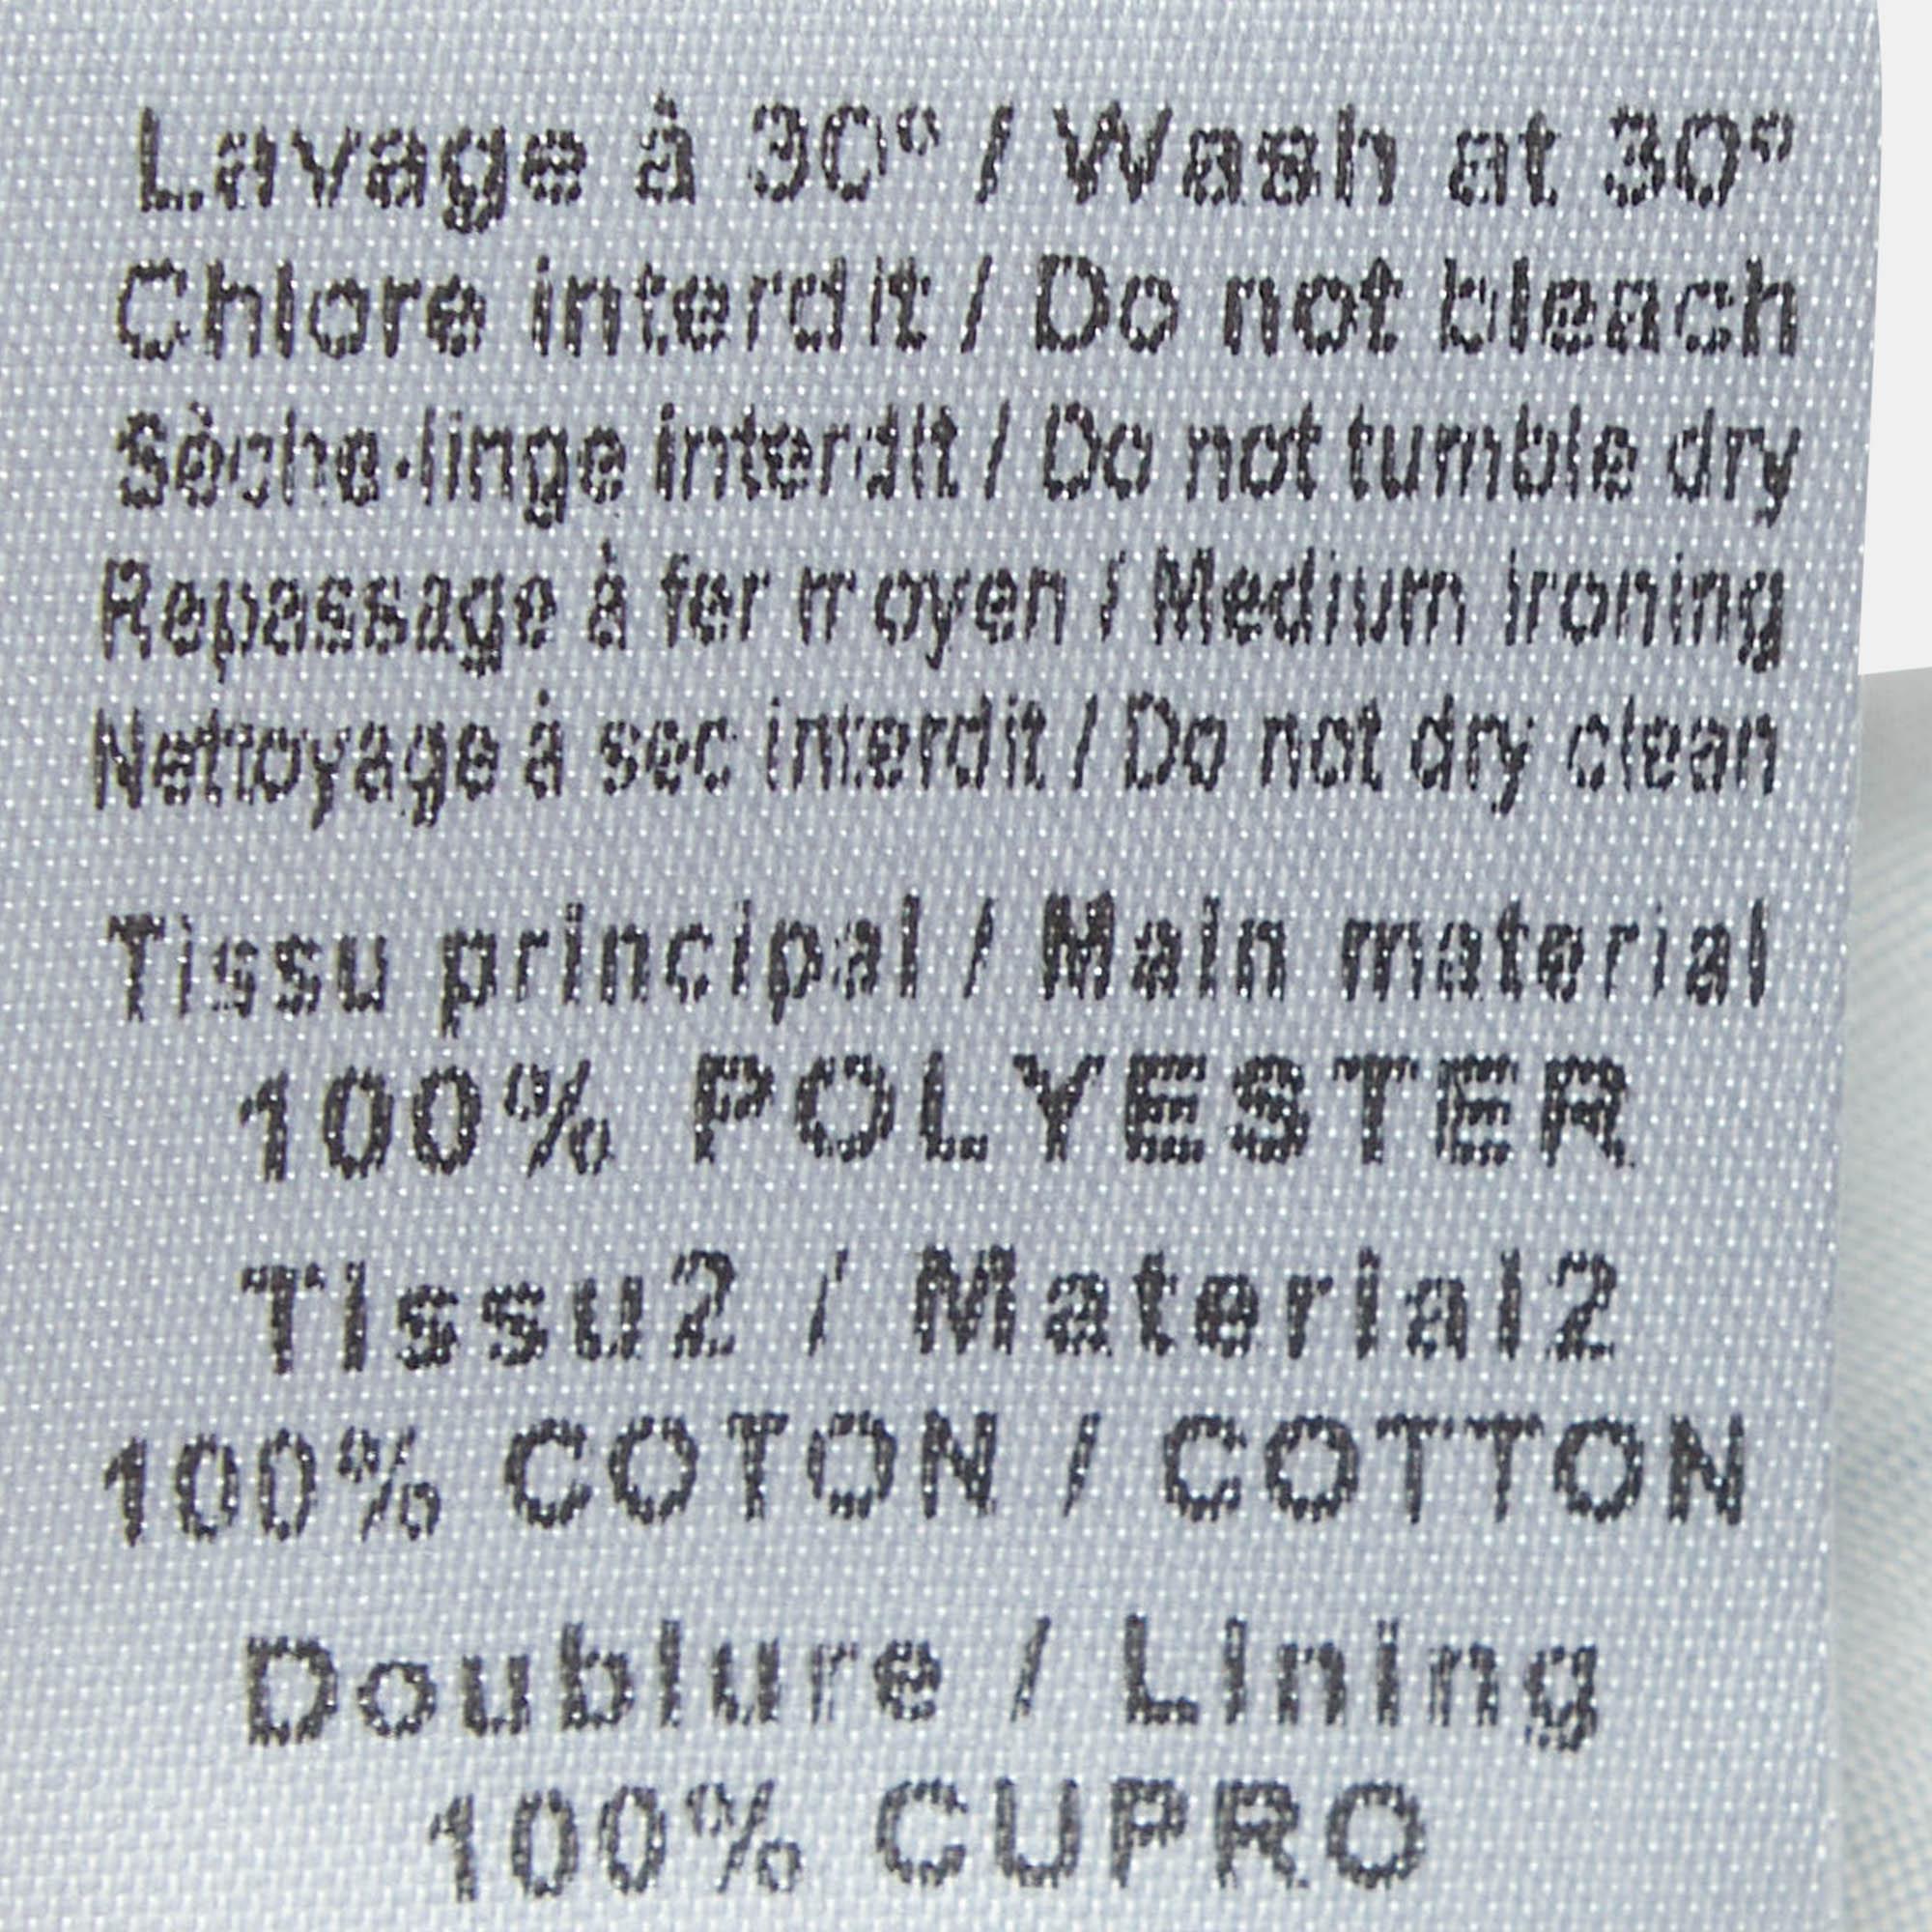 Lavage à 30° / Wash at 30°
Chlore interdit / Do not bleach
Sèche-linge interdit / Do not tumble dry
Repassage à fer moyen / Medium ironing
Nettoyage à sec interdit / Do not dry clean
Tissu principal / Main material
100% POLYESTER
Tissu2 / Material2
100% COTON / COTTON
Doublure / Lining
100% CUPRO